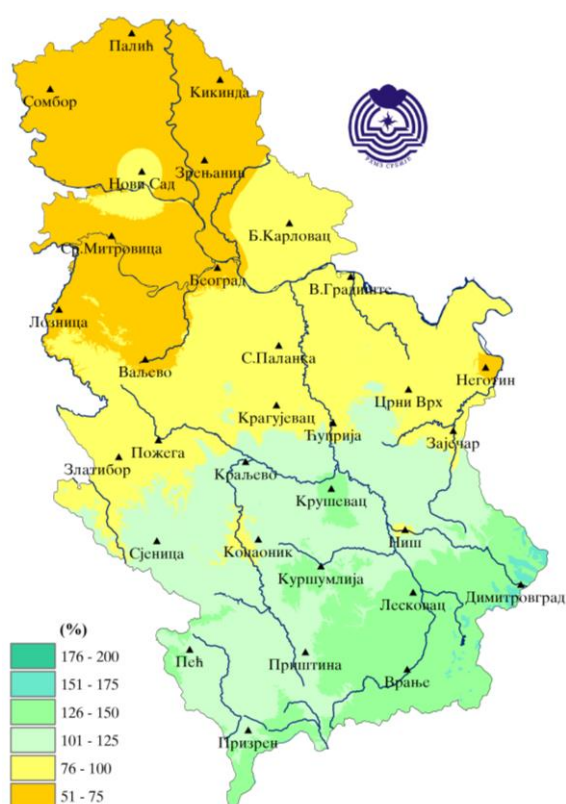 Палић
Сомбор
Кикинда
Зрењанин
Нови Сад
Б.Карловац
Ср.Митровица
Београд
В.Градиште
Лозница
С.Паланка
Ваљево
Неготин
Црни Врх
Крагујевац
Ћуприја
Зајечар
Пожега
Златибор
Краљево
Крушевац
Ниш
Сјеница
Копаоник
Куршумлија
Лесковац
Димитровград
(%)
176 - 200
Пећ
Приштина
151 - 175
Врање
126 - 150
101 - 125
Призрен
76 - 100
51 - 75